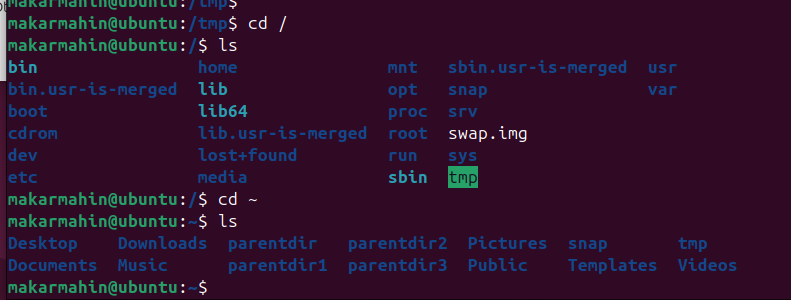 makarmahin@ubuntu:/tmp$
makarmahin@ubuntu:/tmp$ cd /
makarmahin@ubuntu:/$ ls
bin home mnt sbin.usr-is-merged usr
bin.usr-is-merged lib opt snap var
boot lib64 proc srv
cdrom lib.usr-is-merged root swap.img
dev lost+found run sys
etc media sbin tmp
makarmahin@ubuntu:/$ cd ~
makarmahin@ubuntu:~$ ls
Desktop Downloads parentdir parentdir2 Pictures snap tmp
Documents Music parentdir1 parentdir3 Public Templates Videos
makarmahin@ubuntu:~$